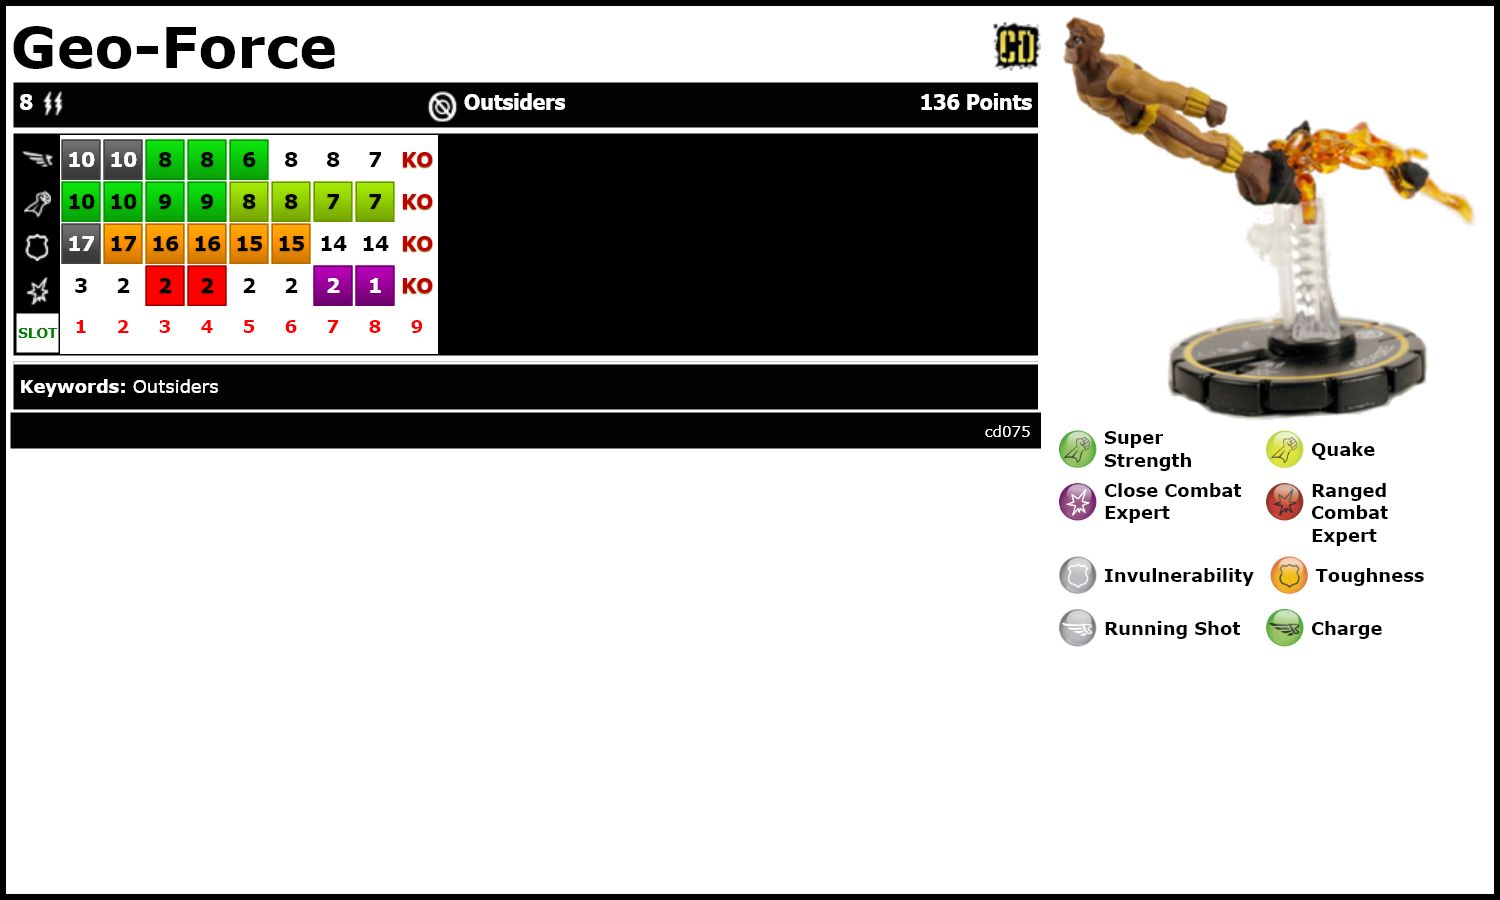 Geo-Force
CD
8 Outsiders 136 Points
10 10 8 8 6 8 8 7 KO
10 10 9 9 8 8 7 7 KO
17 17 16 16 15 15 14 14 KO
3 2 2 2 2 2 2 1 KO
SLOT 1 2 3 4 5 6 7 8 9
Keywords: Outsiders
cd075
Super
Strength
Quake
Close Combat
Expert
Ranged
Combat
Expert
Invulnerability
Toughness
Running Shot
Charge